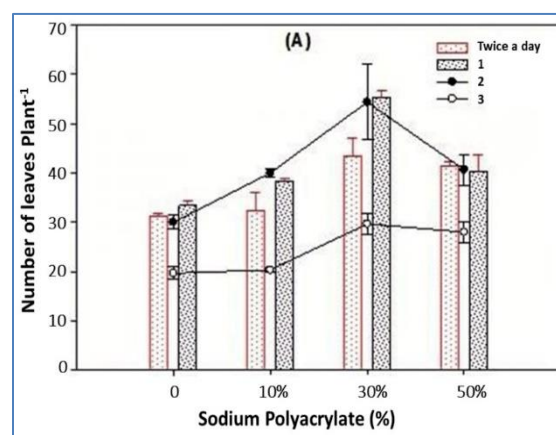 (A)
Twice a day
1
2
3
Number of leaves Plant-1
70
60
50
40
30
20
10
0
0 10% 30% 50%
Sodium Polyacrylate (%)